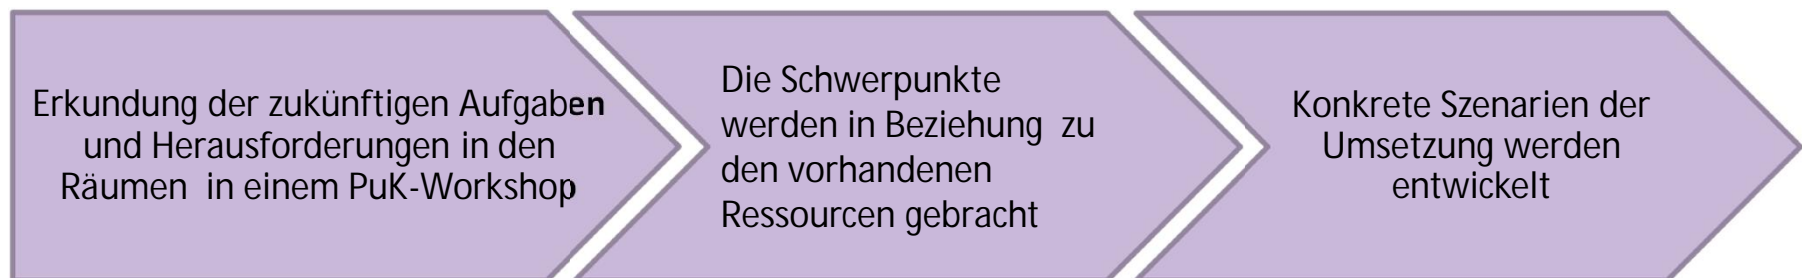 Erkundung der zukünftigen Aufgaben
und Herausforderungen in den
Räumen in einem PuK-Workshop
Die Schwerpunkte
werden in Beziehung zu
den vorhandenen
Ressourcen gebracht
Konkrete Szenarien der
Umsetzung werden
entwickelt